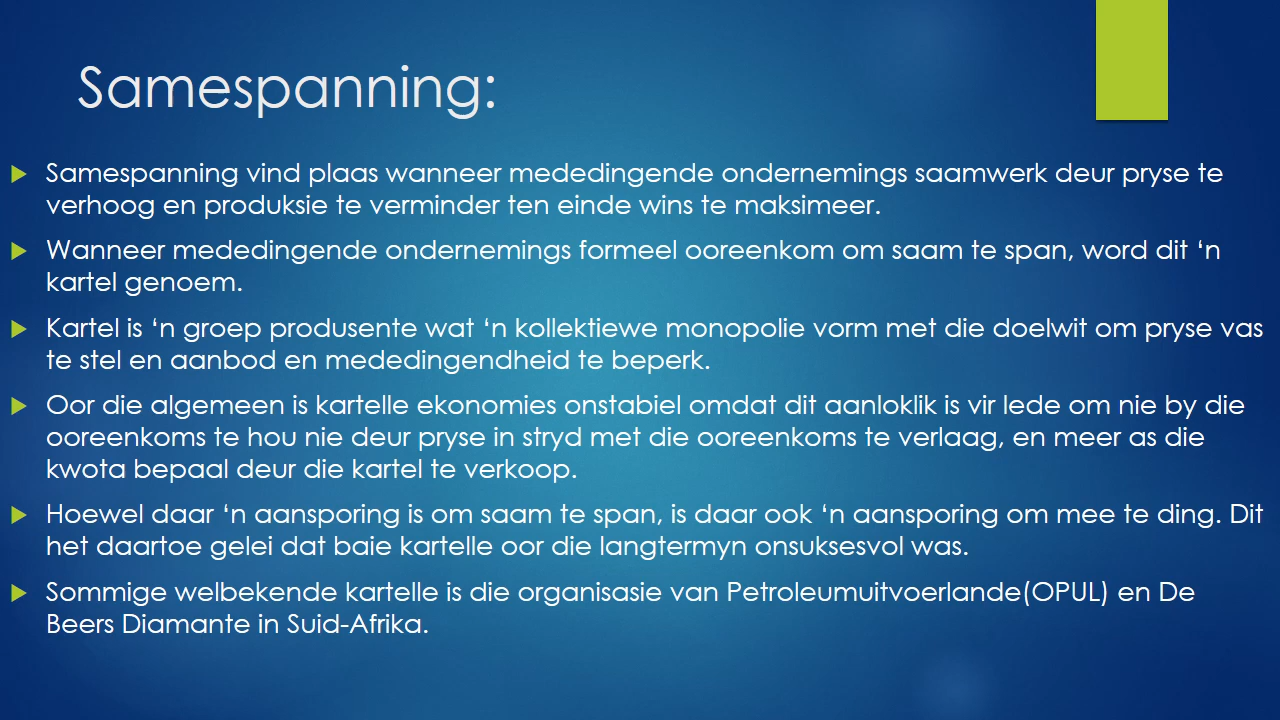 Samespanning:
Samespanning vind plaas wanneer mededingende ondernemings saamwerk deur pryse te
verhoog en produksie te verminder ten einde wins te maksimeer.
Wanneer mededingende ondernemings formeel ooreenkom om saam te span, word dit ‘n
kartel genoem.
Kartel is ‘n groep produsente wat ‘n kollektiewe monopolie vorm met die doelwit om pryse vas
te stel en aanbod en mededingendheid te beperk.
Oor die algemeen is kartelle ekonomies onstabiel omdat dit aanloklik is vir lede om nie by die
ooreenkoms te hou nie deur pryse in stryd met die ooreenkoms te verlaag, en meer as die
kwota bepaal deur die kartel te verkoop.
Hoewel daar ‘n aansporing is om saam te span, is daar ook ‘n aansporing om mee te ding. Dit
het daartoe gelei dat baie kartelle oor die langtermyn onsuksesvol was.
Sommige welbekende kartelle is die organisasie van Petroleumuitvoerlande(OPUL) en De
Beers Diamante in Suid-Afrika.